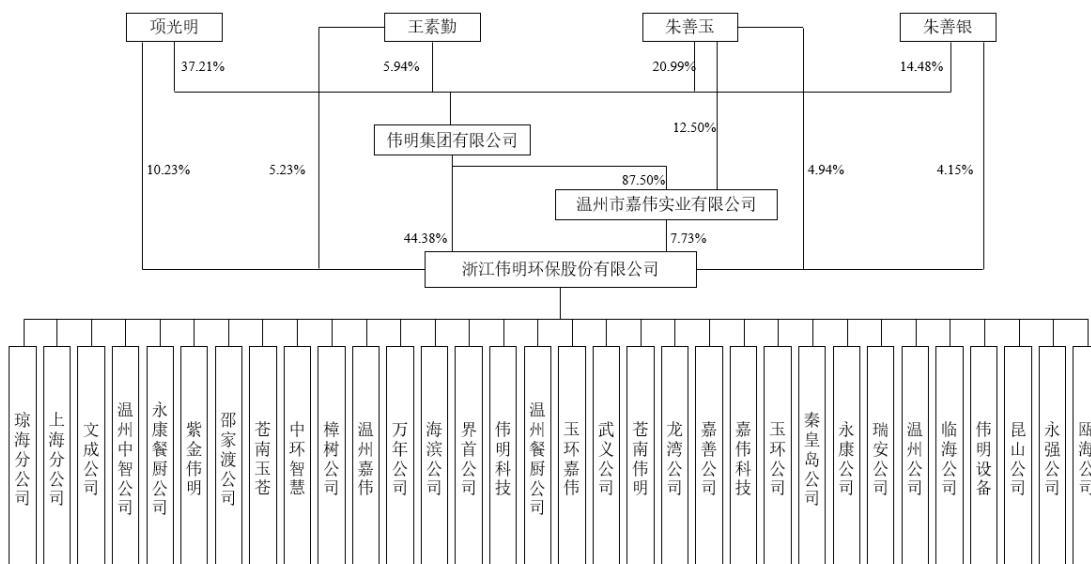 项光明
王素勤
朱善玉
朱善银
37.21%
5.94%
20.99%
14.48%
伟明集团有限公司
12.50%
10.23%
5.23%
87.50%
4.94%
4.15%
温州市嘉伟实业有限公司
44.38%
7.73%
浙江伟明环保股份有限公司
琼海分公司
上海分公司
文成公司
温州中智公司
永康餐厨公司
紫金伟明
邵家渡公司
苍南玉苍
中环智慧
樟树公司
温州嘉伟
万年公司
海滨公司
界首公司
伟明科技
温州餐厨公司
玉环嘉伟
武义公司
苍南伟明
龙湾公司
嘉善公司
嘉伟科技
玉环公司
秦皇岛公司
永康公司
瑞安公司
温州公司
临海公司
伟明设备
昆山公司
永强公司
瓯海公司